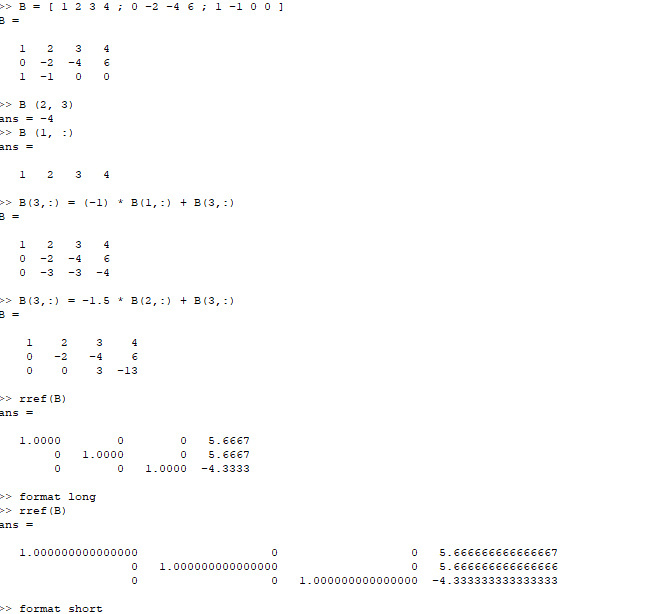 >> B = [ 1 2 3 4 ; 0 -2 -4 6 ; 1 -1 0 0 ]
B =
1 2 3 4
0 -2 -4 6
1 -1 0 0
>> B (2, 3)
ans = -4
>> B (1, :)
ans =
1 2 3 4
>> B(3,:) = (-1) * B(1,:) + B(3,:)
B =
1 2 3 4
0 -2 -4 6
0 -3 -3 -4
>> B(3,:) = -1.5 * B(2,:) + B(3,:)
B =
1 2 3 4
0 -2 -4 6
0 0 3 -13
>> rref(B)
ans =
1.0000 0 0 5.6667
0 1.0000 0 5.6667
0 0 1.0000 -4.3333
>> format long
>> rref(B)
ans =
1.000000000000000 0 0 5.666666666666667
0 1.000000000000000 0 5.666666666666666
0 0 1.000000000000000 -4.333333333333333
>> format short